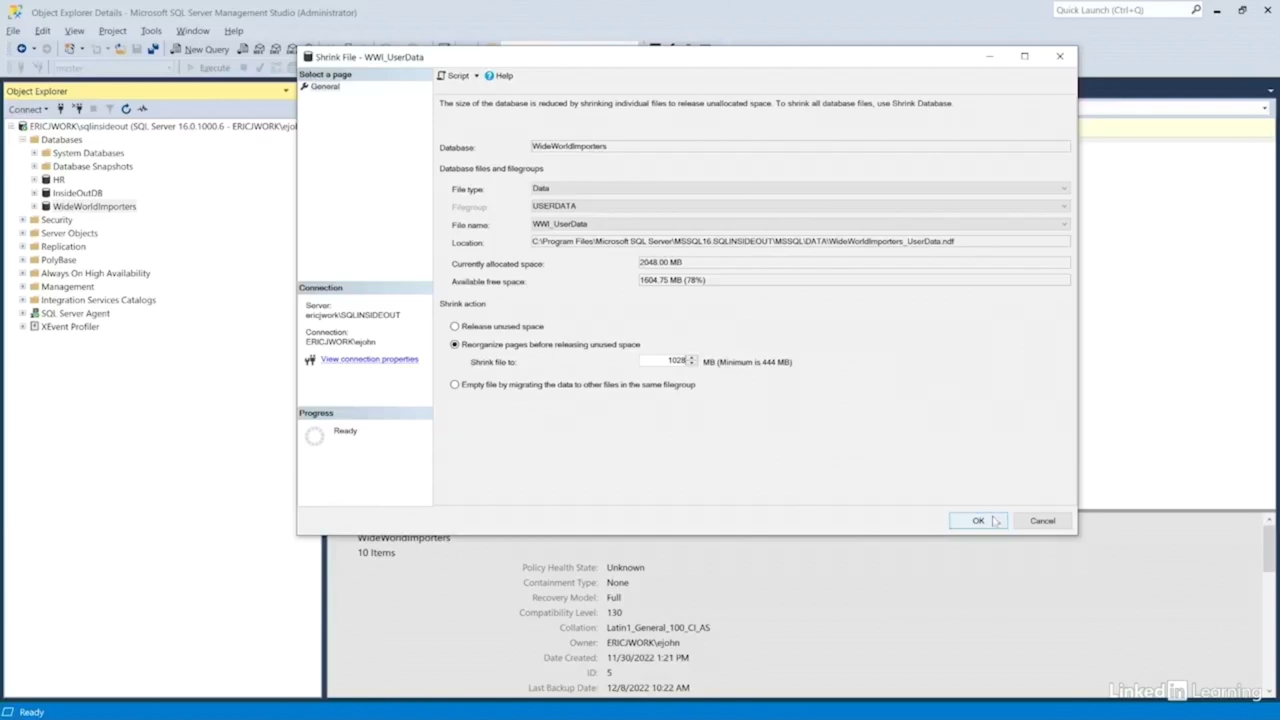 Object Explorer Details - Microsoft SQL Server Management Studio (Administrator)
Quick Launch (Ctrl+Q)
File Edit View Project Tools Window Help
New Query
master
Execute
Object Explorer
Connect
ERICJWORK\sqlinsideout (SQL Server 16.0.1000.6 - ERICJWORK\ejohn
Databases
System Databases
Database Snapshots
HR
InsideOutDB
WideWorldImporters
Security
Server Objects
Replication
PolyBase
Always On High Availability
Management
Integration Services Catalogs
SQL Server Agent
XEvent Profiler
Shrink File - WWI_UserData
Select a page
General
Script Help
The size of the database is reduced by shrinking individual files to release unallocated space. To shrink all database files, use Shrink Database.
Database: WideWorldImporters
Database files and filegroups
File type: Data
Filegroup: USERDATA
File name: WWI_UserData
Location: C:\Program Files\Microsoft SQL Server\MSSQL16.SQLINSIDEOUT\MSSQL\DATA\WideWorldImporters_UserData.ndf
Currently allocated space: 2048.00 MB
Available free space: 1604.75 MB (78%)
Shrink action
Release unused space
Reorganize pages before releasing unused space
Shrink file to: 1028 MB (Minimum is 444 MB)
Empty file by migrating the data to other files in the same filegroup
Connection
Server:
ericjwork\SQLINSIDEOUT
Connection:
ERICJWORK\ejohn
View connection properties
Progress
Ready
OK Cancel
WideWorldImporters
10 Items
Policy Health State: Unknown
Containment Type: None
Recovery Model: Full
Compatibility Level: 130
Collation: Latin1_General_100_CI_AS
Owner: ERICJWORK\ejohn
Date Created: 11/30/2022 1:21 PM
ID: 5
Last Backup Date: 12/8/2022 10:22 AM
LinkedIn Learning
Ready